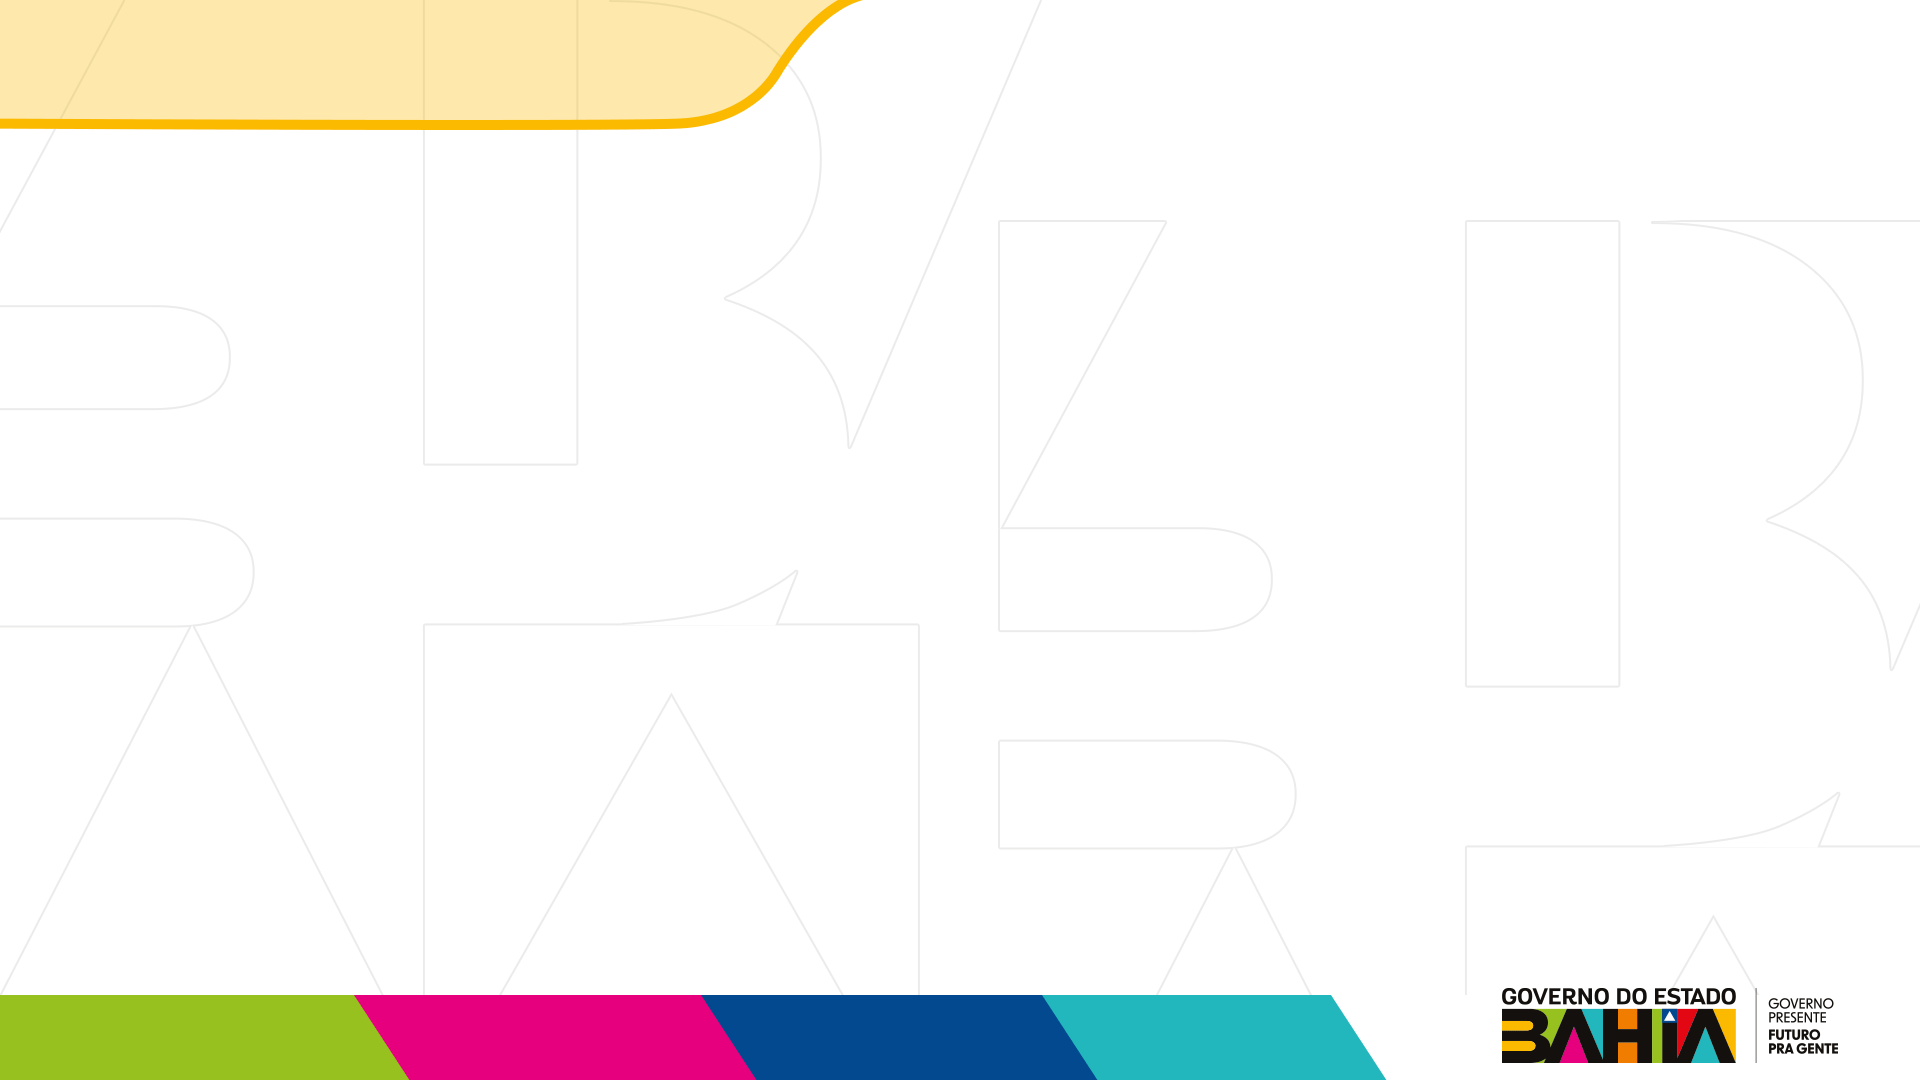 GOVERNO DO ESTADO
BAHIA
GOVERNO
PRESENTE
FUTURO
PRA GENTE